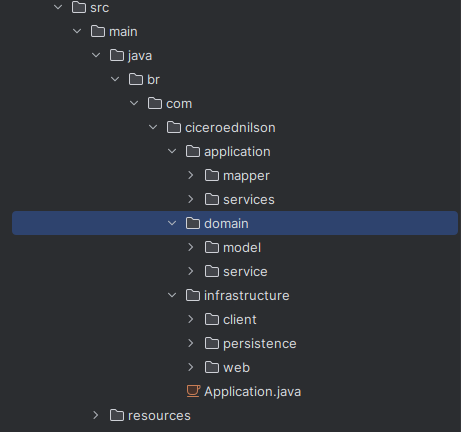 src
main
java
br
com
ciceroednilson
application
mapper
services
domain
model
service
infrastructure
client
persistence
web
Application.java
resources